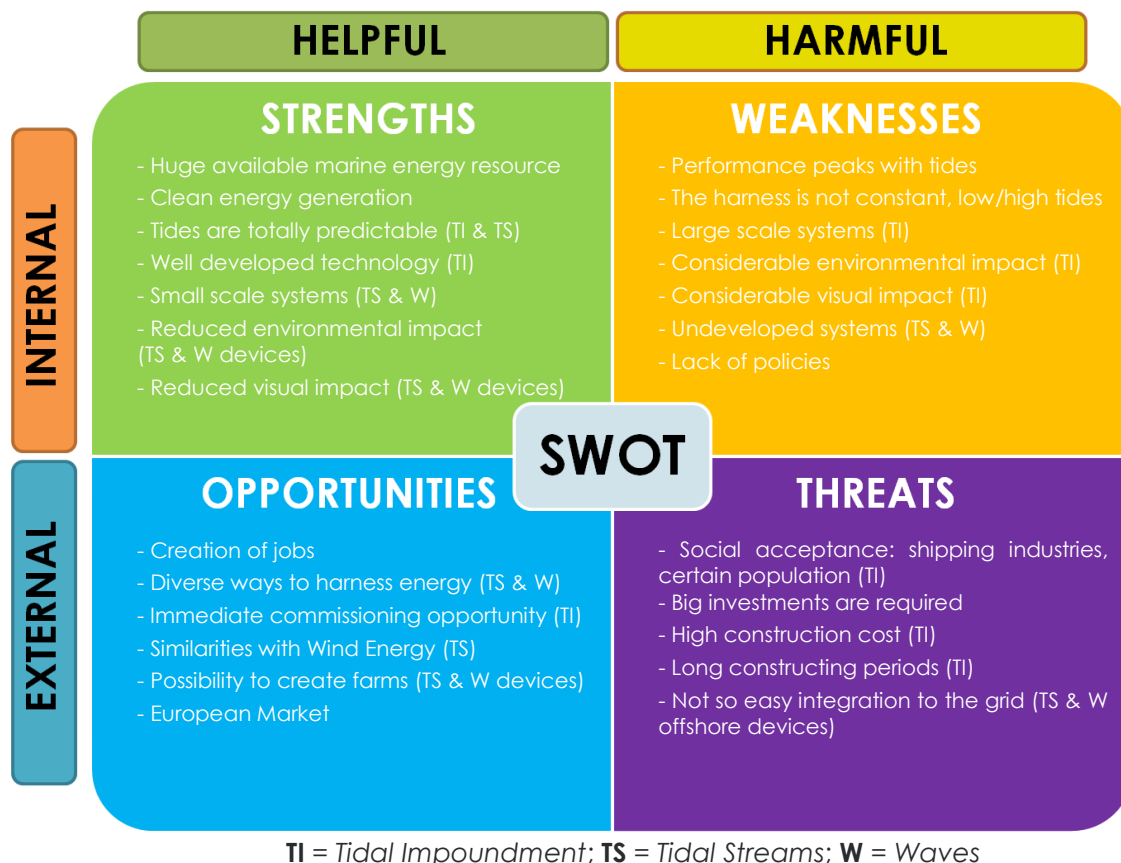 HELPFUL
HARMFUL
INTERNAL
STRENGTHS
- Huge available marine energy resource
- Clean energy generation
- Tides are totally predictable (TI & TS)
- Well developed technology (TI)
- Small scale systems (TS & W)
- Reduced environmental impact
(TS & W devices)
- Reduced visual impact (TS & W devices)
WEAKNESSES
- Performance peaks with tides
- The harness is not constant, low/high tides
- Large scale systems (TI)
- Considerable environmental impact (TI)
- Considerable visual impact (TI)
- Undeveloped systems (TS & W)
- Lack of policies
SWOT
EXTERNAL
OPPORTUNITIES
- Creation of jobs
- Diverse ways to harness energy (TS & W)
- Immediate commissioning opportunity (TI)
- Similarities with Wind Energy (TS)
- Possibility to create farms (TS & W devices)
- European Market
THREATS
- Social acceptance: shipping industries,
certain population (TI)
- Big investments are required
- High construction cost (TI)
- Long constructing periods (TI)
- Not so easy integration to the grid (TS & W
offshore devices)
TI = Tidal Impoundment; TS = Tidal Streams; W = Waves